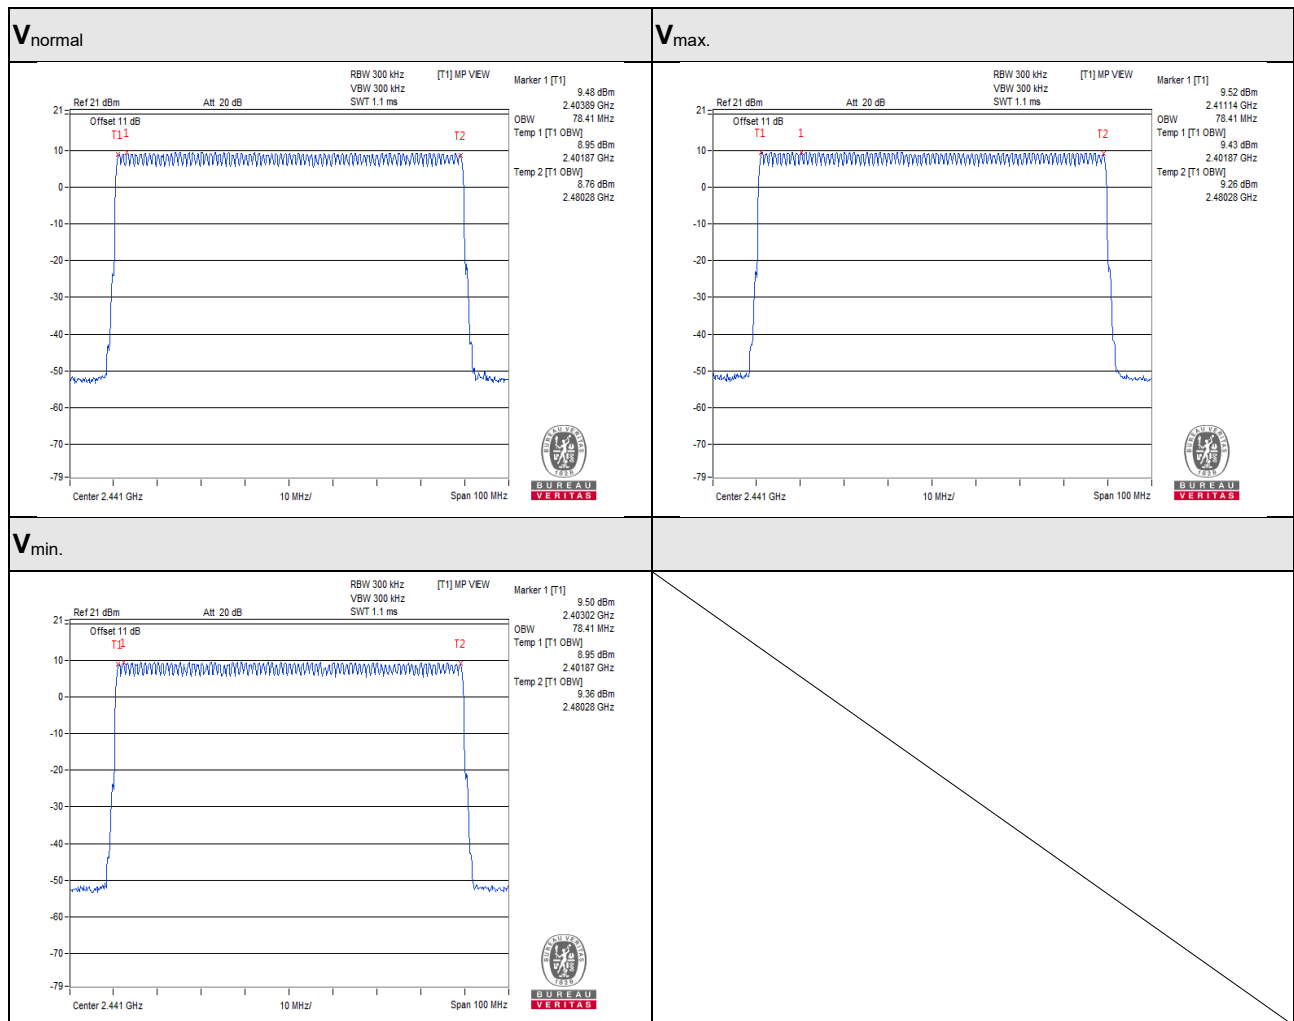 Vnormal
RBW 300 kHz [T1] MP VIEW
VBW 300 kHz
Ref 21 dBm Att 20 dB SWT 1.1 ms
Marker 1 [T1]
9.48 dBm
2.40389 GHz
OBW 78.41 MHz
Temp 1 [T1 OBW]
8.95 dBm
2.40187 GHz
Temp 2 [T1 OBW]
8.76 dBm
2.48028 GHz
21
Offset 11 dB
T1 1 T2
10
0
-10
-20
-30
-40
-50
-60
-70
-79
Center 2.441 GHz 10 MHz/ Span 100 MHz
BUREAU VERITAS
1828
BUREAU
VERITAS
Vmax.
RBW 300 kHz [T1] MP VIEW
VBW 300 kHz
Ref 21 dBm Att 20 dB SWT 1.1 ms
Marker 1 [T1]
9.52 dBm
2.41114 GHz
OBW 78.41 MHz
Temp 1 [T1 OBW]
9.43 dBm
2.40187 GHz
Temp 2 [T1 OBW]
9.26 dBm
2.48028 GHz
21
Offset 11 dB
T1 1 T2
10
0
-10
-20
-30
-40
-50
-60
-70
-79
Center 2.441 GHz 10 MHz/ Span 100 MHz
BUREAU VERITAS
1828
BUREAU
VERITAS
Vmin.
RBW 300 kHz [T1] MP VIEW
VBW 300 kHz
Ref 21 dBm Att 20 dB SWT 1.1 ms
Marker 1 [T1]
9.50 dBm
2.40302 GHz
OBW 78.41 MHz
Temp 1 [T1 OBW]
8.95 dBm
2.40187 GHz
Temp 2 [T1 OBW]
9.36 dBm
2.48028 GHz
21
Offset 11 dB
T1 1 T2
10
0
-10
-20
-30
-40
-50
-60
-70
-79
Center 2.441 GHz 10 MHz/ Span 100 MHz
BUREAU VERITAS
1828
BUREAU
VERITAS